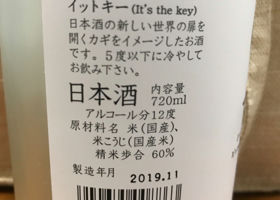 イットキー(It's the key)
日本酒の新しい世界の扉を
開くカギをイメージしたお酒
です。5度以下に冷やして
お飲み下さい。
日本酒 内容量 720ml
アルコール分12度
原材料名 米(国産)、
米こうじ(国産米)
精米歩合 60%
製造年月 2019.11